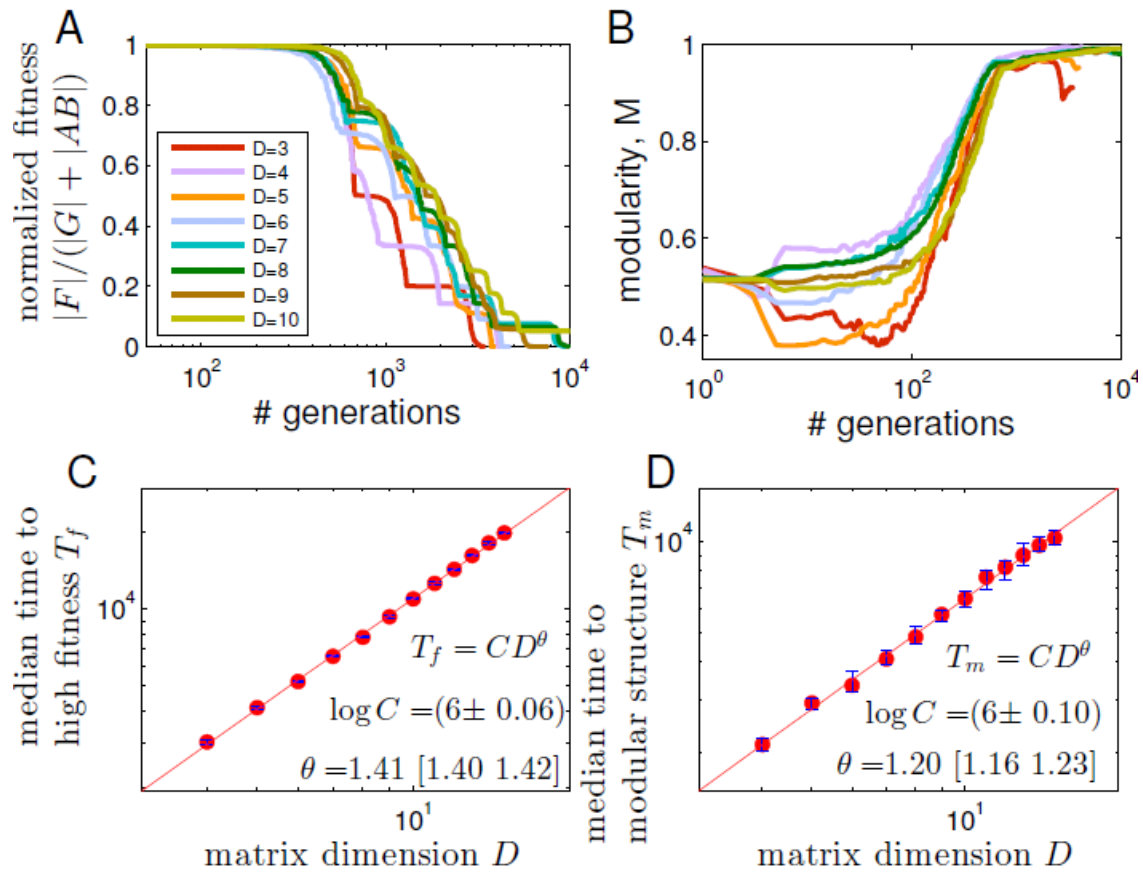 A
normalized fitness
|F|/(|G| + |AB|)
1
0.8
0.6
0.4
0.2
0
D=3
D=4
D=5
D=6
D=7
D=8
D=9
D=10
10^2
10^3
10^4
# generations
B
modularity, M
1
0.8
0.6
0.4
10^0
10^2
10^4
# generations
C
median time to
high fitness T_f
10^4
T_f = CD^θ
log C =(6± 0.06)
θ =1.41 [1.40 1.42]
10^1
matrix dimension D
D
median time to
modular structure T_m
10^4
T_m = CD^θ
log C =(6± 0.10)
θ =1.20 [1.16 1.23]
10^1
matrix dimension D